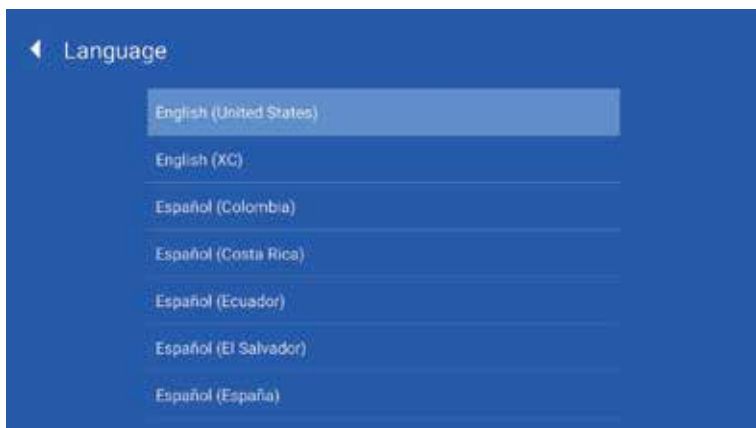 Language
English (United States)
English (XC)
Español (Colombia)
Español (Costa Rica)
Español (Ecuador)
Español (El Salvador)
Español (España)